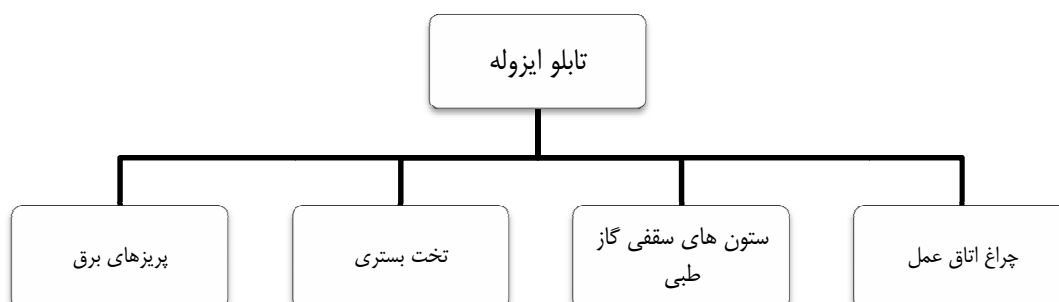 تابلو ایزوله
چراغ اتاق عمل
ستون های سقفی گاز
طبی
تخت بستری
پریزهای برق